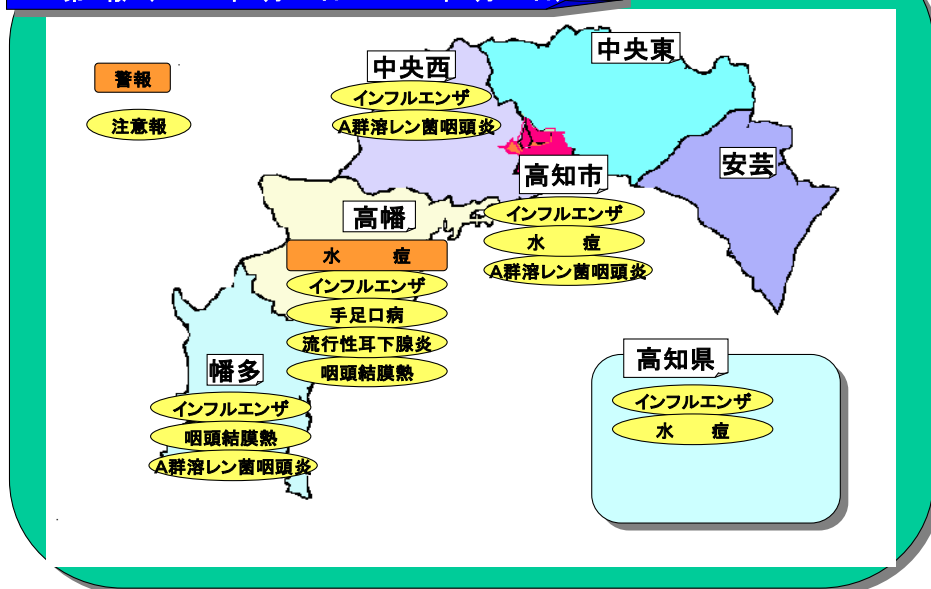 警報
注意報
中央西
インフルエンザ
A群溶レン菌咽頭炎
中央東
安芸
高知市
インフルエンザ
水　痘
A群溶レン菌咽頭炎
高幡
水　痘
インフルエンザ
手足口病
流行性耳下腺炎
咽頭結膜熱
幡多
インフルエンザ
咽頭結膜熱
A群溶レン菌咽頭炎
高知県
インフルエンザ
水　痘